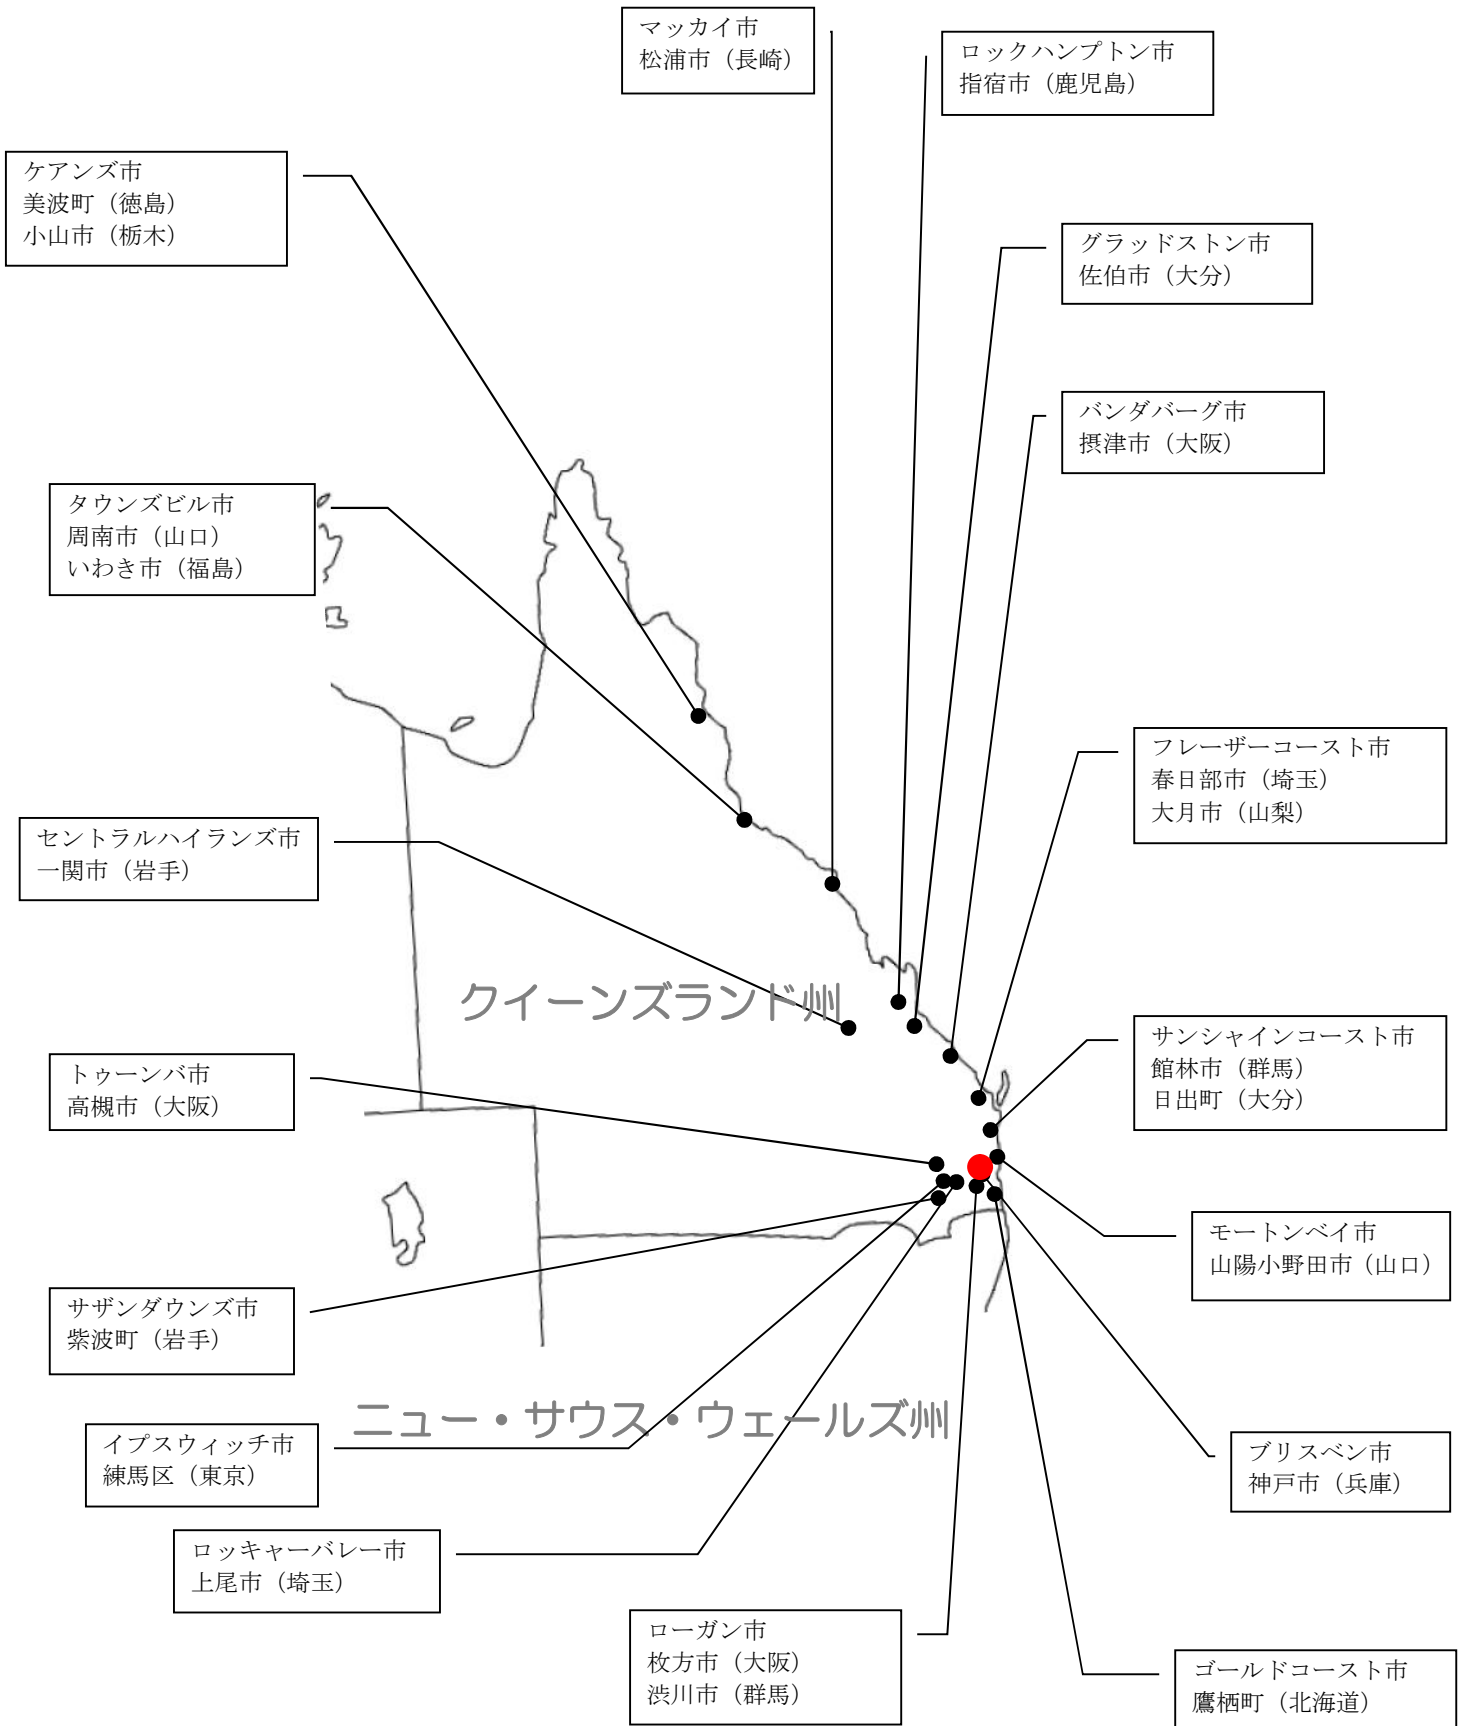 マッカイ市
松浦市（長崎）
ロックハンプトン市
指宿市（鹿児島）
ケアンズ市
美波町（徳島）
小山市（栃木）
グラッドストン市
佐伯市（大分）
バンダバーグ市
摂津市（大阪）
タウンズビル市
周南市（山口）
いわき市（福島）
フレーザーコースト市
春日部市（埼玉）
大月市（山梨）
セントラルハイランズ市
一関市（岩手）
クイーンズランド州
サンシャインコースト市
館林市（群馬）
日出町（大分）
トゥーンバ市
高槻市（大阪）
モートンベイ市
山陽小野田市（山口）
サザンダウンズ市
紫波町（岩手）
ニュー・サウス・ウェールズ州
イプスウィッチ市
練馬区（東京）
ブリスベン市
神戸市（兵庫）
ロッキャーバレー市
上尾市（埼玉）
ローガン市
枚方市（大阪）
渋川市（群馬）
ゴールドコースト市
鷹栖町（北海道）